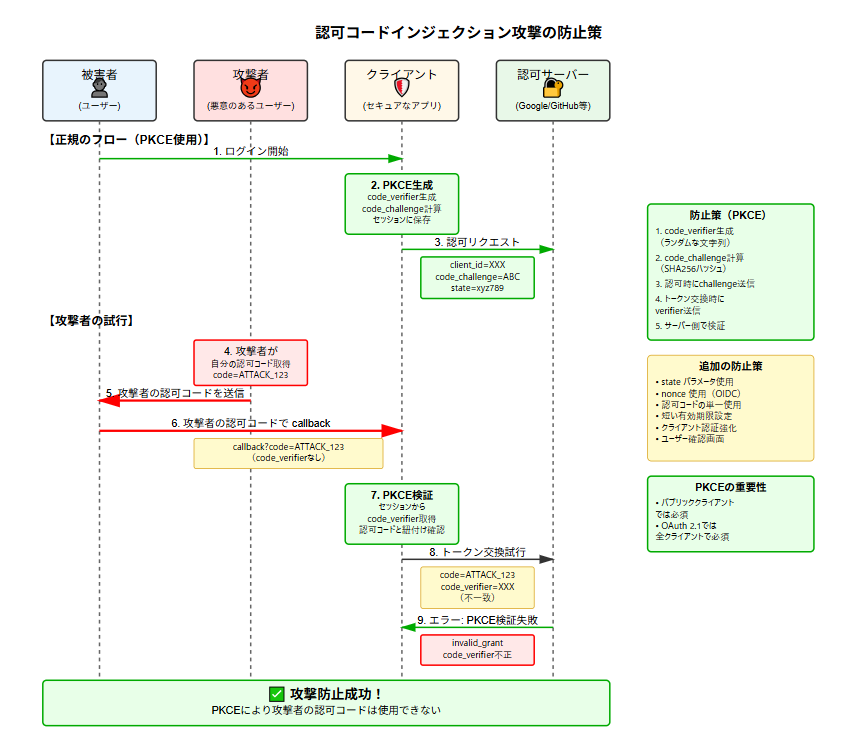 認可コードインジェクション攻撃の防止策
被害者
(ユーザー)
攻撃者
(悪意のあるユーザー)
クライアント
(セキュアなアプリ)
認可サーバー
(Google/GitHub等)
【正規のフロー（PKCE使用）】
1. ログイン開始
2. PKCE生成
code_verifier生成
code_challenge計算
セッションに保存
3. 認可リクエスト
client_id=XXX
code_challenge=ABC
state=xyz789
【攻撃者の試行】
4. 攻撃者が
自分の認可コード取得
code=ATTACK_123
5. 攻撃者の認可コードを送信
6. 攻撃者の認可コードで callback
callback?code=ATTACK_123
（code_verifierなし）
7. PKCE検証
セッションから
code_verifier取得
認可コードと紐付け確認
8. トークン交換試行
code=ATTACK_123
code_verifier=XXX
（不一致）
9. エラー: PKCE検証失敗
invalid_grant
code_verifier不正
✅ 攻撃防止成功！
PKCEにより攻撃者の認可コードは使用できない
防止策（PKCE）
1. code_verifier生成
（ランダムな文字列）
2. code_challenge計算
（SHA256ハッシュ）
3. 認可時にchallenge送信
4. トークン交換時に
verifier送信
5. サーバー側で検証
追加の防止策
• state パラメータ使用
• nonce 使用（OIDC）
• 認可コードの単一使用
• 短い有効期限設定
• クライアント認証強化
• ユーザー確認画面
PKCEの重要性
• パブリッククライアント
では必須
• OAuth 2.1では
全クライアントで必須